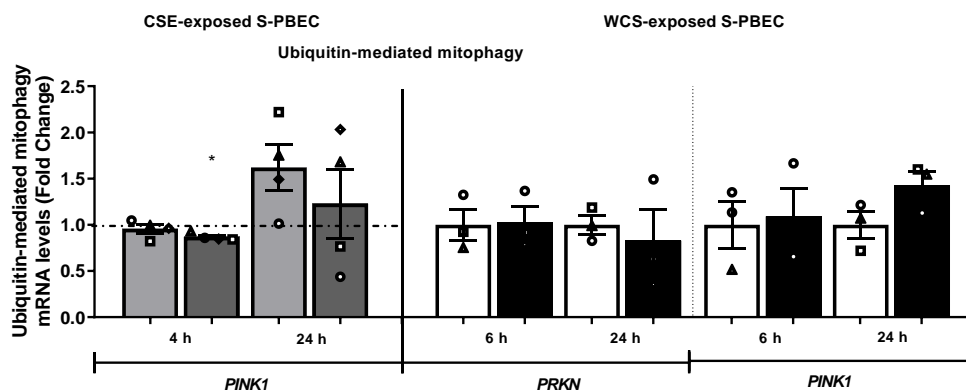 CSE-exposed S-PBEC WCS-exposed S-PBEC
Ubiquitin-mediated mitophagy
Ubiquitin-mediated mitophagy
mRNA levels (Fold Change)
2.5
2.0
1.5
1.0
0.5
0.0
*
4 h 24 h 6 h 24 h 6 h 24 h
PINK1 PRKN PINK1